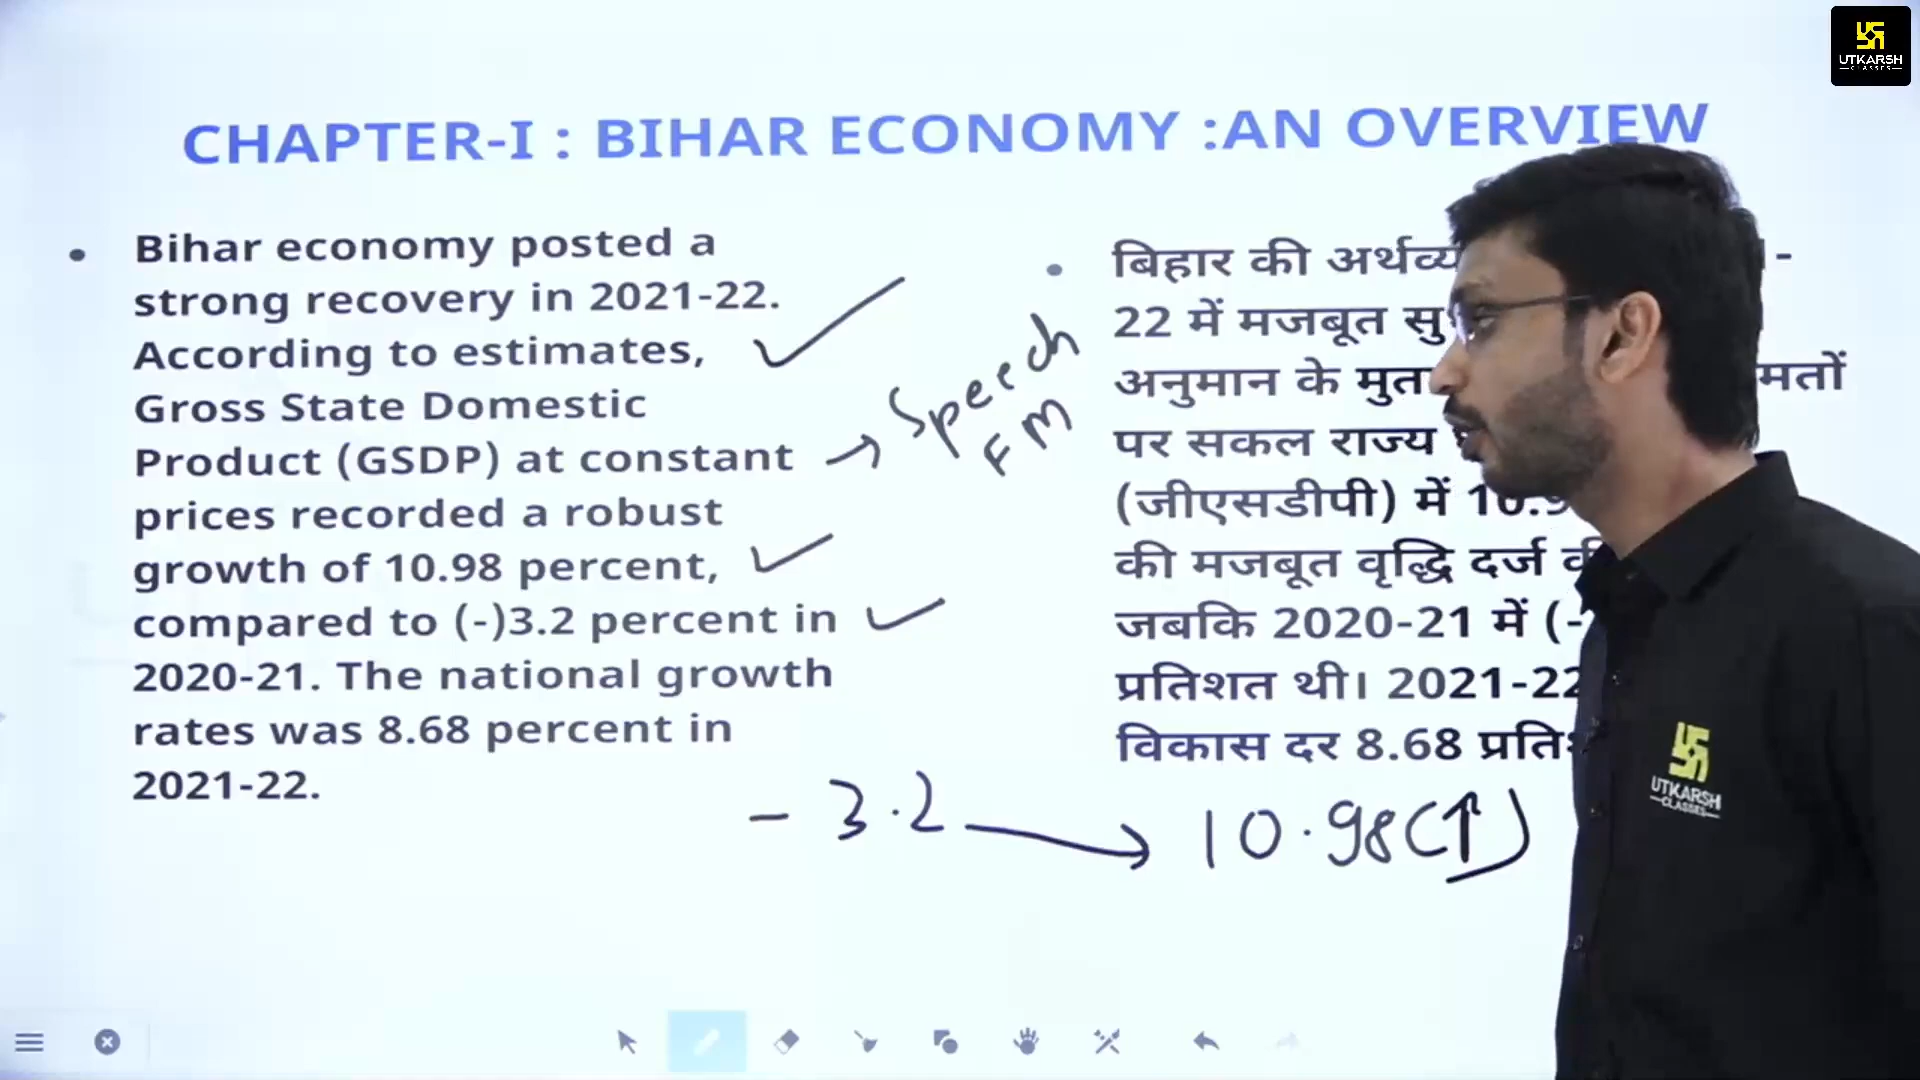 UTKARSH
CLASSES
CHAPTER-I : BIHAR ECONOMY :AN OVERVIEW
• Bihar economy posted a
strong recovery in 2021-22.
According to estimates,
Gross State Domestic
Product (GSDP) at constant
prices recorded a robust
growth of 10.98 percent,
compared to (-)3.2 percent in
2020-21. The national growth
rates was 8.68 percent in
2021-22.
→ Speech
FM
• बिहार की
22 में मजबूत
अनुमान के
पर सकल राज्य
(जीएसडीपी) में
की मजबूत वृद्धि दर्ज
जबकि 2020-21 में (-
प्रतिशत थी। 2021-22
विकास दर 8.68
- 3.2 → 10.98(↑)
UTKARSH
CLASSES